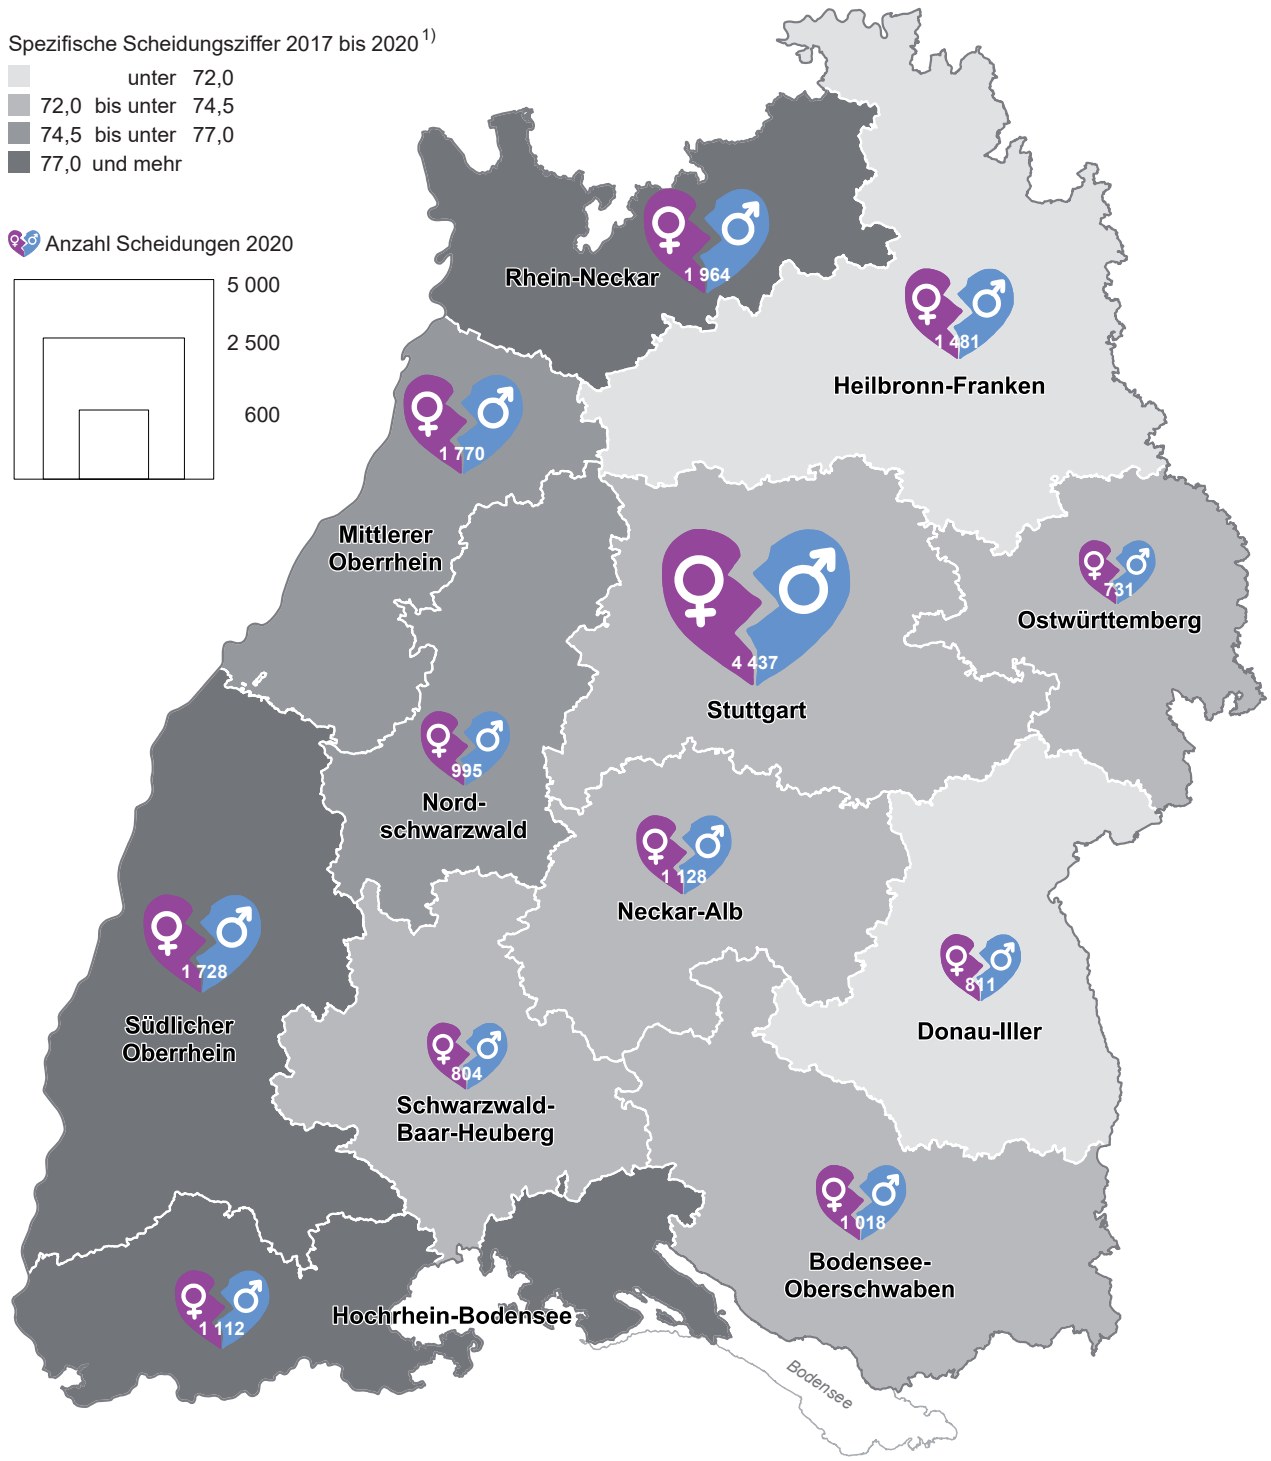 Spezifische Scheidungsziffer 2017 bis 2020 1)
unter 72,0
72,0 bis unter 74,5
74,5 bis unter 77,0
77,0 und mehr
Anzahl Scheidungen 2020
5 000
2 500
600
1 964
Rhein-Neckar
1 481
Heilbronn-Franken
1 770
Mittlerer
Oberrhein
731
Ostwürttemberg
4 437
Stuttgart
995
Nord-
schwarzwald
1 128
Neckar-Alb
1 728
Südlicher
Oberrhein
811
Donau-Iller
804
Schwarzwald-
Baar-Heuberg
1 018
Bodensee-
Oberschwaben
1 112
Hochrhein-Bodensee
Bodensee